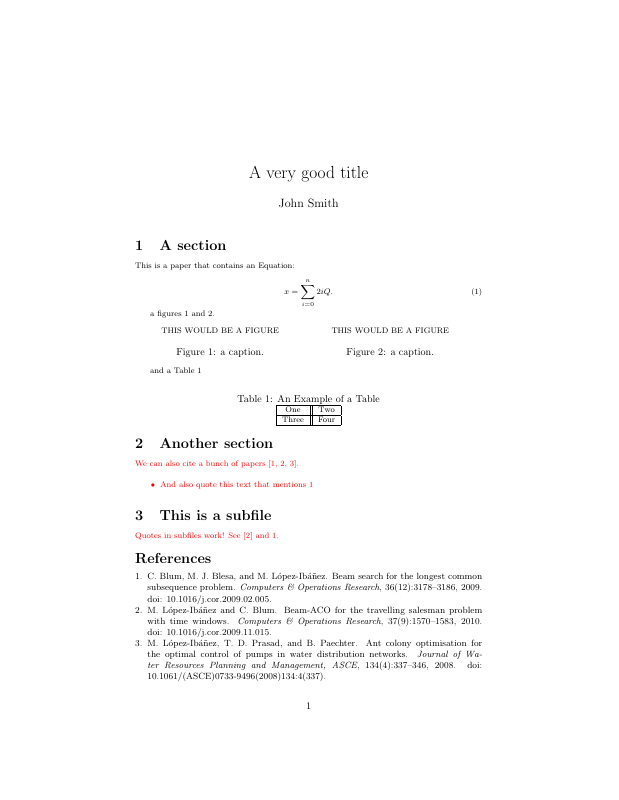 A very good title
John Smith
1 A section
This is a paper that contains an Equation:
x = ∑_{i=0}^{n} 2iQ. (1)
a figures 1 and 2.
THIS WOULD BE A FIGURE THIS WOULD BE A FIGURE
Figure 1: a caption. Figure 2: a caption.
and a Table 1
Table 1: An Example of a Table
One Two
Three Four
2 Another section
We can also cite a bunch of papers [1, 2, 3].
• And also quote this text that mentions 1
3 This is a subfile
Quotes in subfiles work! See [2] and 1.
References
1. C. Blum, M. J. Blesa, and M. López-Ibáñez. Beam search for the longest common
subsequence problem. Computers & Operations Research, 36(12):3178–3186, 2009.
doi: 10.1016/j.cor.2009.02.005.
2. M. López-Ibáñez and C. Blum. Beam-ACO for the travelling salesman problem
with time windows. Computers & Operations Research, 37(9):1570–1583, 2010.
doi: 10.1016/j.cor.2009.11.015.
3. M. López-Ibáñez, T. D. Prasad, and B. Paechter. Ant colony optimisation for
the optimal control of pumps in water distribution networks. Journal of Wa-
ter Resources Planning and Management, ASCE, 134(4):337–346, 2008. doi:
10.1061/(ASCE)0733-9496(2008)134:4(337).
1